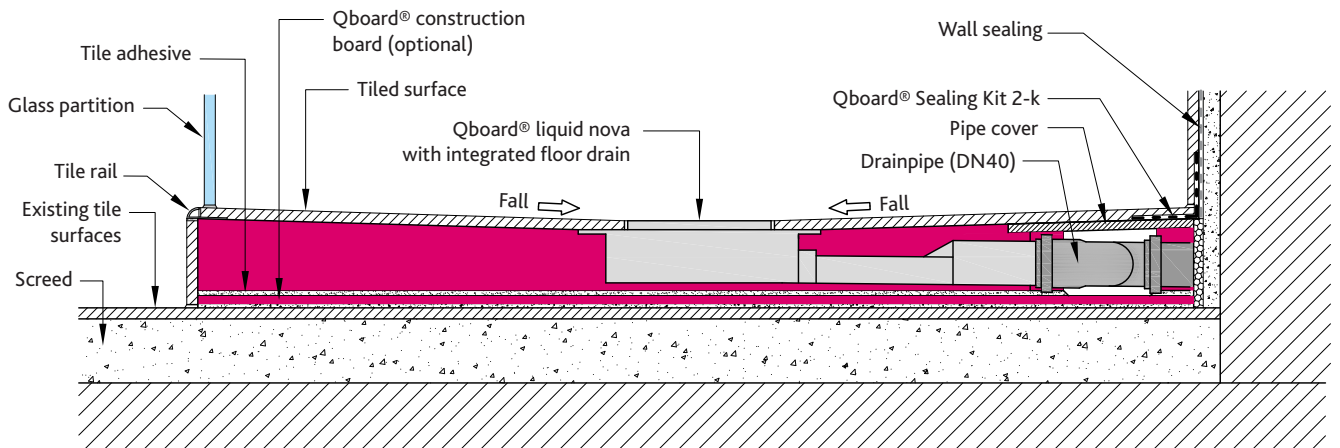 Qboard® construction
board (optional)
Tile adhesive
Glass partition
Tiled surface
Qboard® liquid nova
with integrated floor drain
Wall sealing
Qboard® Sealing Kit 2-k
Pipe cover
Drainpipe (DN40)
Tile rail
Existing tile
surfaces
Fall
Fall
Screed